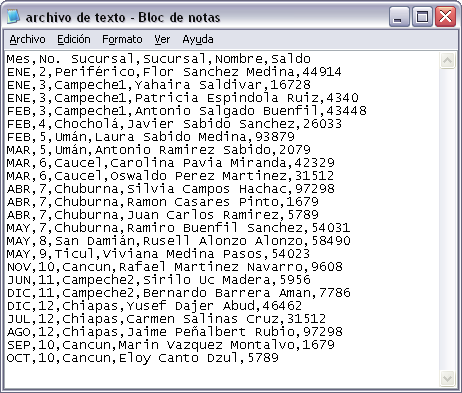 archivo de texto - Bloc de notas
Archivo Edición Formato Ver Ayuda
Mes,No. Sucursal,Sucursal,Nombre,Saldo
ENE,2,Periférico,Flor Sanchez Medina,44914
ENE,3,Campeche1,Yahaira Saldivar,16728
ENE,3,Campeche1,Patricia Espindola Ruiz,4340
FEB,3,Campeche1,Antonio Salgado Buenfil,43448
FEB,4,Chocholá,Javier Sabido Sanchez,26033
FEB,5,Umán,Laura Sabido Medina,93879
MAR,5,Umán,Antonio Ramirez Sabido,2079
MAR,6,Caucel,Carolina Pavia Miranda,42329
MAR,6,Caucel,Oswaldo Perez Martinez,31512
ABR,7,Chuburna,Silvia Campos Hachac,97298
ABR,7,Chuburna,Ramon Casares Pinto,1679
ABR,7,Chuburna,Juan Carlos Ramirez,5789
MAY,7,Chuburna,Ramiro Buenfil Sanchez,54031
MAY,8,San Damián,Rusell Alonzo Alonzo,58490
MAY,9,Ticul,Viviana Medina Pasos,54023
NOV,10,Cancun,Rafael Martinez Navarro,9608
JUN,11,Campeche2,Sirilo Uc Madera,5956
DIC,11,Campeche2,Bernardo Barrera Aman,7786
DIC,12,Chiapas,Yusef Dajer Abud,46462
JUL,12,Chiapas,Carmen Salinas Cruz,31512
AGO,12,Chiapas,Jaime Peñalbert Rubio,97298
SEP,10,Cancun,Marin Vazquez Montalvo,1679
OCT,10,Cancun,Eloy Canto Dzul,5789